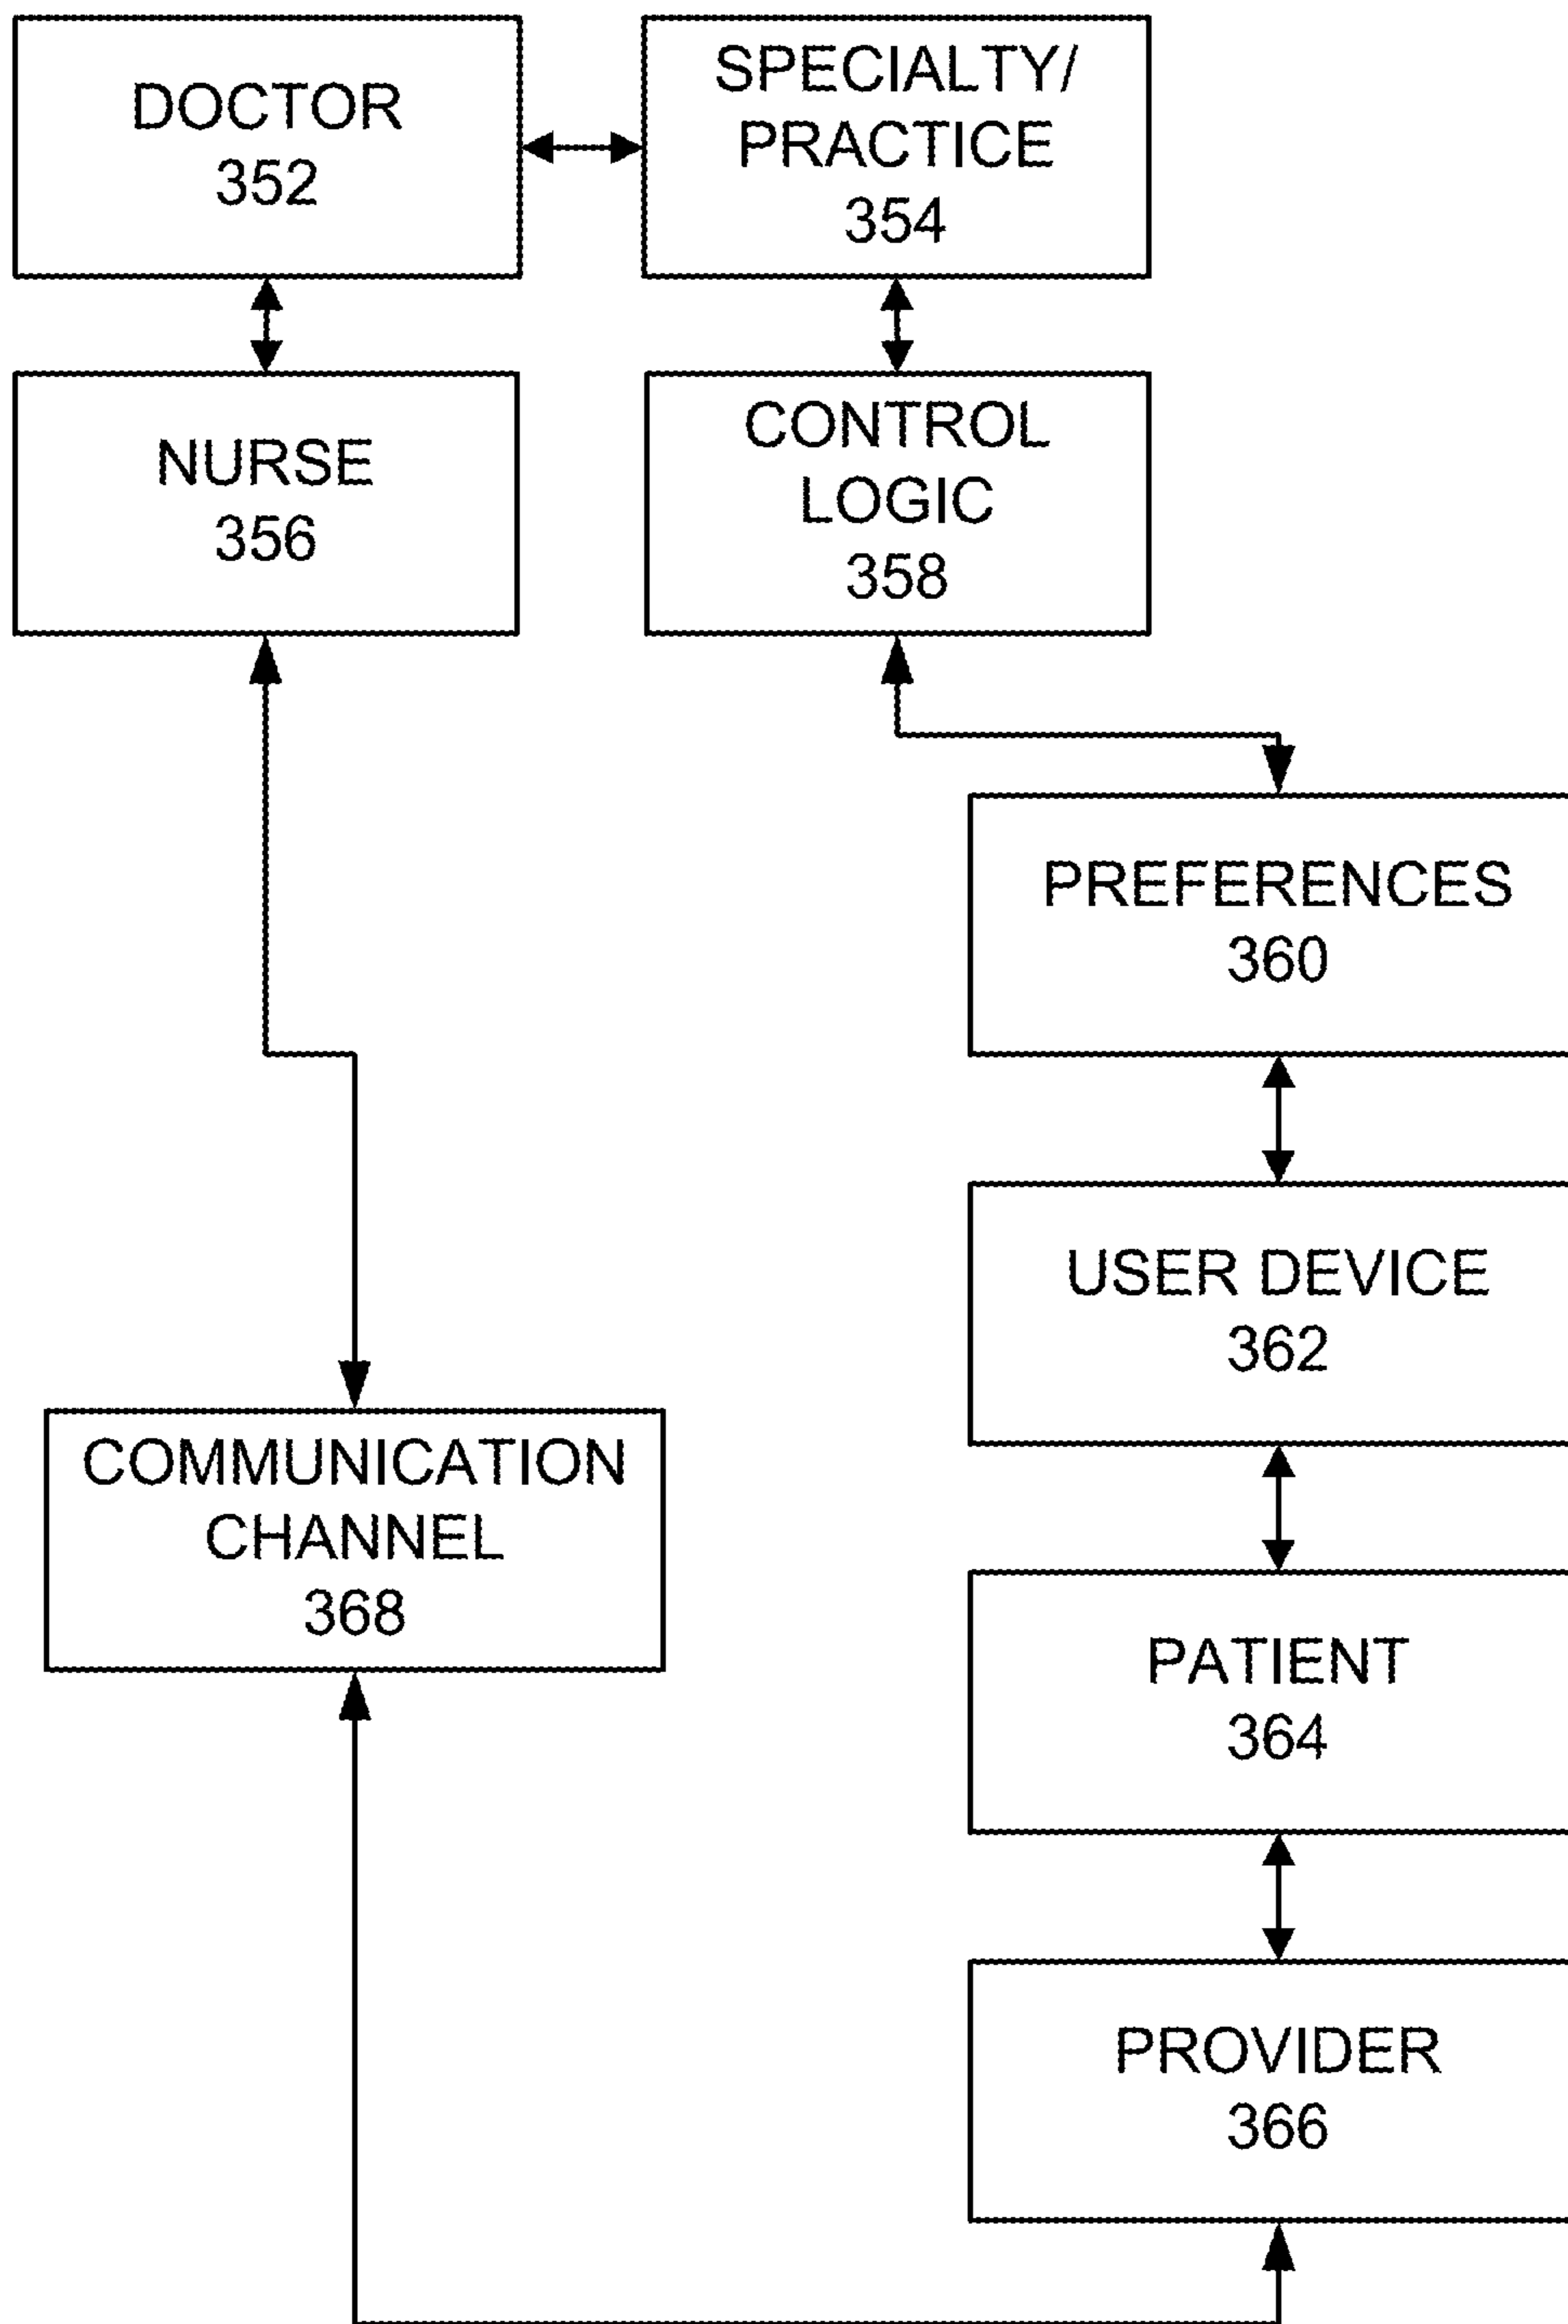 DOCTOR
352
SPECIALTY/
PRACTICE
354
NURSE
356
CONTROL
LOGIC
358
PREFERENCES
360
USER DEVICE
362
COMMUNICATION
CHANNEL
368
PATIENT
364
PROVIDER
366